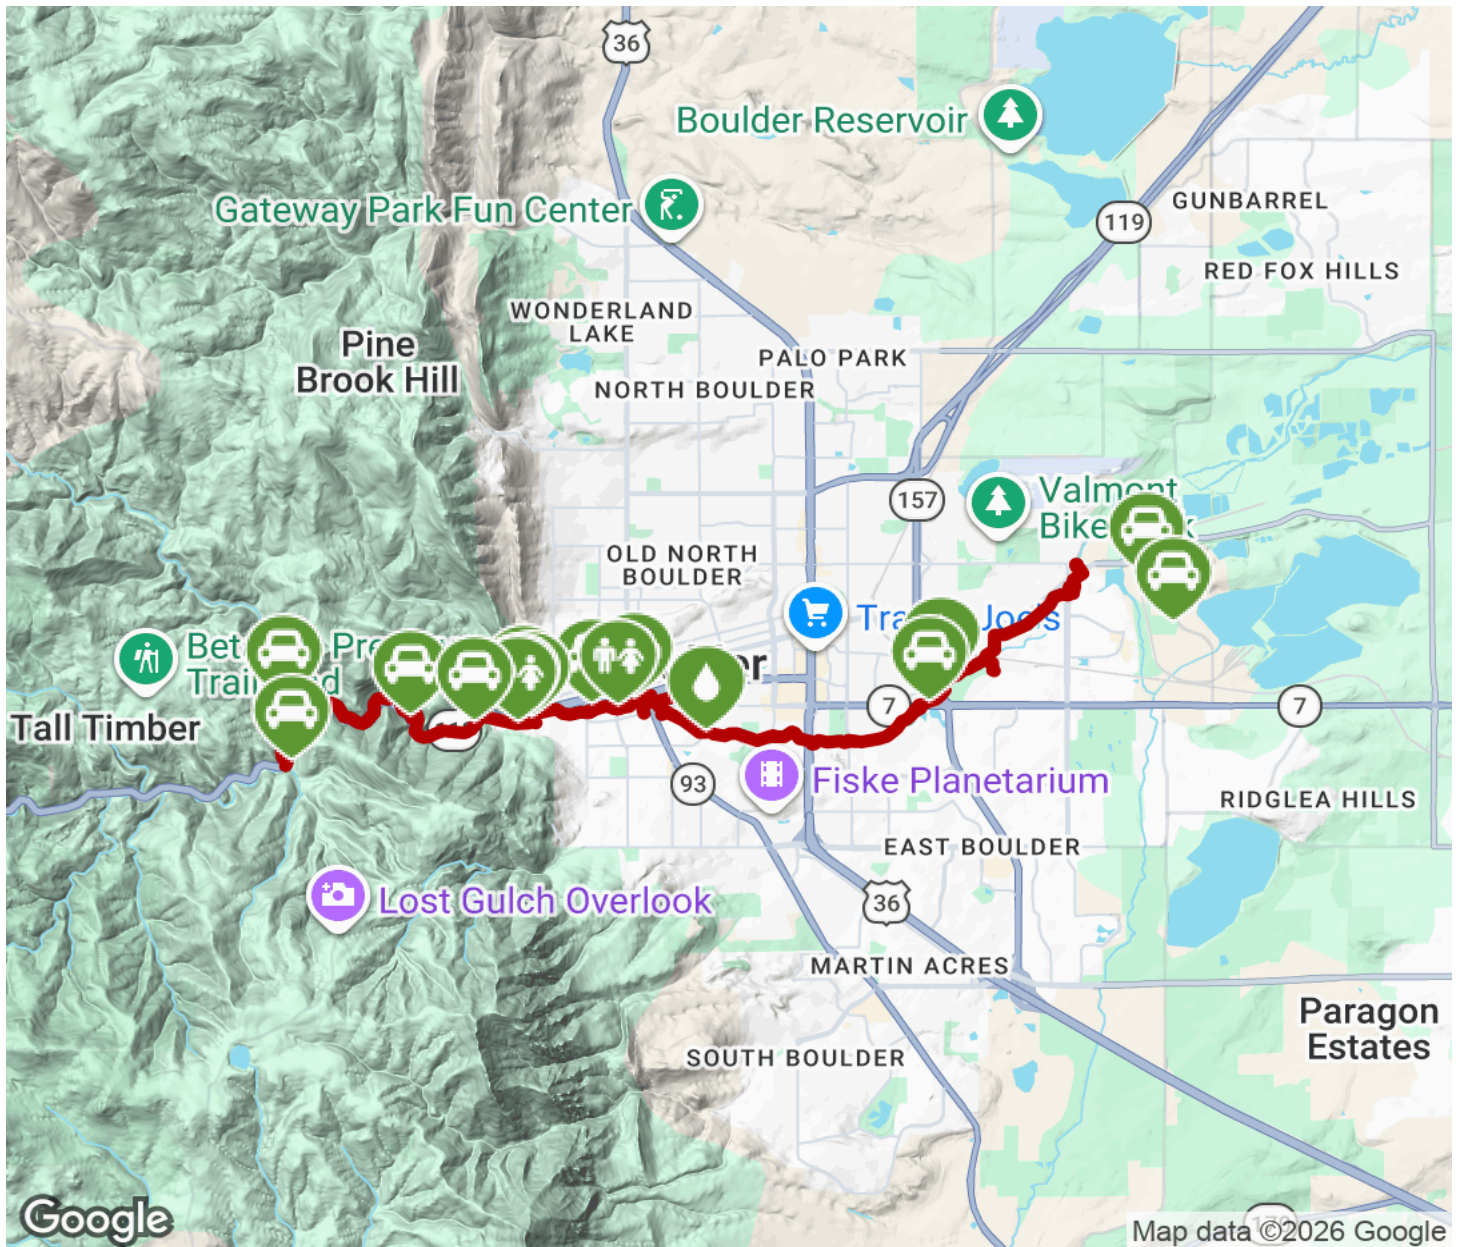 36
Boulder Reservoir
Gateway Park Fun Center
119
GUNBARREL
RED FOX HILLS
WONDERLAND
LAKE
Pine
Brook Hill
PALO PARK
NORTH BOULDER
157
Valmont
Bike
OLD NORTH
BOULDER
Tall Timber
7
7
93
Fiske Planetarium
RIDGLEA HILLS
EAST BOULDER
Lost Gulch Overlook
36
MARTIN ACRES
Paragon
Estates
SOUTH BOULDER
Google
Map data ©2026 Google